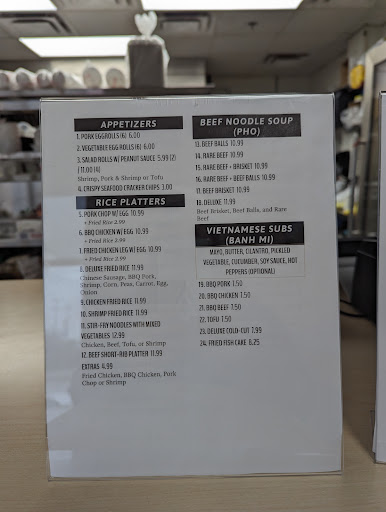 APPETIZERS
1. PORK EGGROLLS (6) 6.00
2. VEGETABLE EGG ROLLS (6) 6.00
3. SALAD ROLLS W/ PEANUT SAUCE 5.99 (2)
/ 11.00 (4)
Shrimp, Pork & Shrimp or Tofu
4. CRISPY SEAFOOD CRACKER CHIPS 3.00
RICE PLATTERS
5. PORK CHOP W/ EGG 10.99
+ Fried Rice 2.99
6. BBQ CHICKEN W/ EGG 10.99
+ Fried Rice 2.99
7. FRIED CHICKEN LEG W/ EGG 10.99
+ Fried Rice 2.99
8. DELUXE FRIED RICE 11.99
Chinese Sausage, BBQ Pork,
Shrimp, Corn, Peas, Carrot, Egg,
Onion
9. CHICKEN FRIED RICE 11.99
10. SHRIMP FRIED RICE 11.99
11. STIR-FRY NOODLES WITH MIXED
VEGETABLES 12.99
Chicken, Beef, Tofu, or Shrimp
12. BEEF SHORT-RIB PLATTER 11.99
EXTRAS 4.99
Fried Chicken, BBQ Chicken, Pork
Chop or Shrimp
BEEF NOODLE SOUP
(PHO)
13. BEEF BALLS 10.99
14. RARE BEEF 10.99
15. RARE BEEF + BRISKET 10.99
16. RARE BEEF + BEEF BALLS 10.99
17. BEEF BRISKET 10.99
18. DELUXE 11.99
Beef Brisket, Beef Balls, and Rare
Beef
VIETNAMESE SUBS
(BANH MI)
MAYO, BUTTER, CILANTRO, PICKLED
VEGETABLE, CUCUMBER, SOY SAUCE, HOT
PEPPERS (OPTIONAL)
19. BBQ PORK 7.50
20. BBQ CHICKEN 7.50
21. BBQ BEEF 7.50
22. TOFU 7.50
23. DELUXE COLD-CUT 7.99
24. FRIED FISH CAKE 8.25